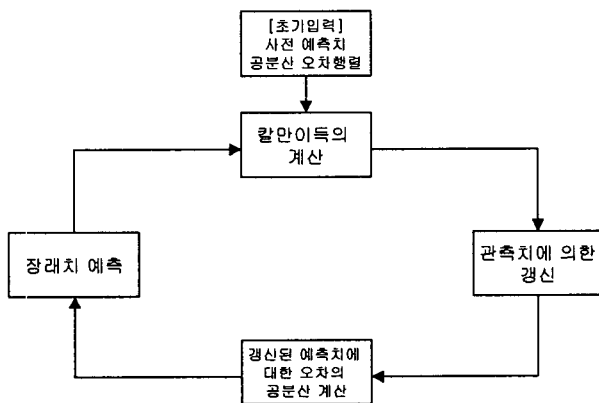 [초기입력]
사전 예측치
공분산 오차행렬
칼만이득의
계산
장래치 예측
관측치에 의한
갱신
갱신된 예측치에
대한 오차의
공분산 계산